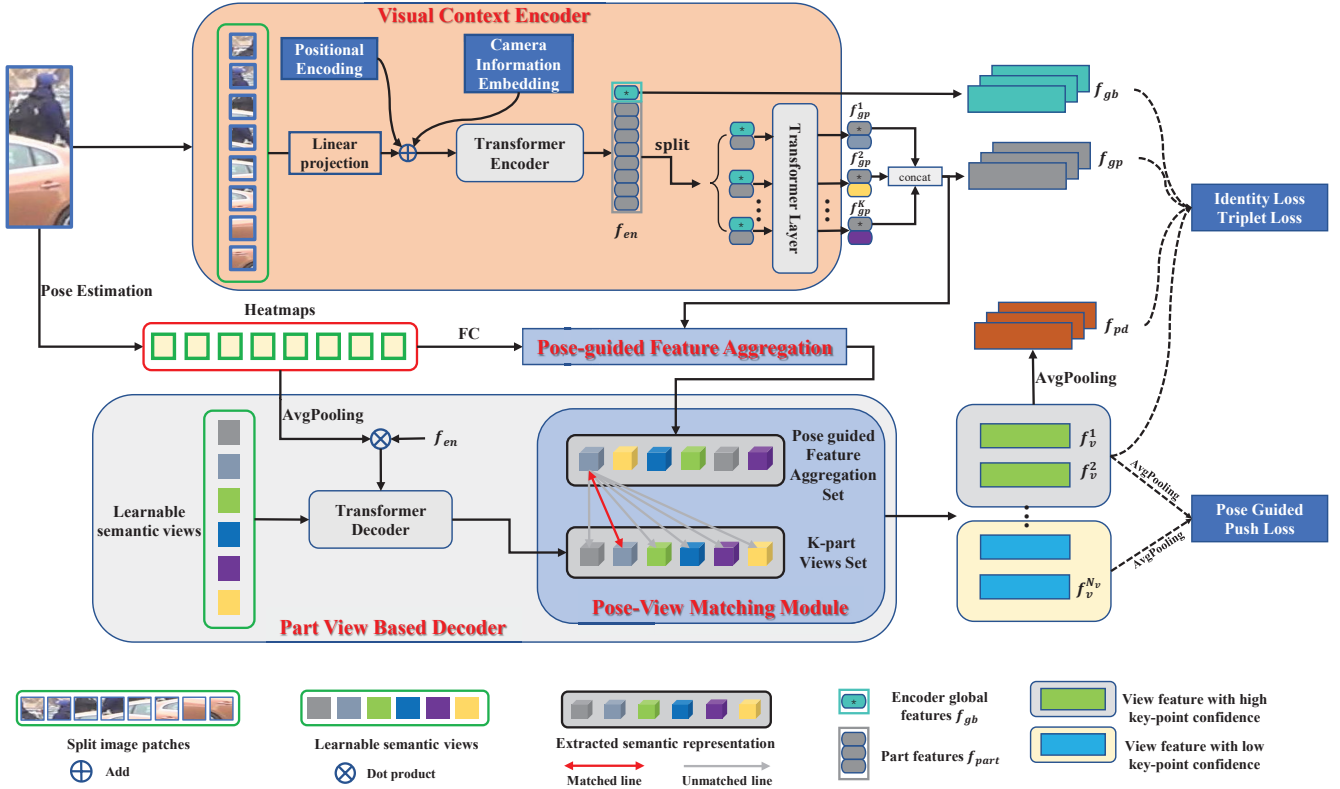 Visual Context Encoder
Positional
Encoding
Camera
Information
Embedding
Linear
projection
Transformer
Encoder
*
f_en
split
*
*
*
Transformer Layer
f_gp^1
*
f_gp^2
*
f_gp^K
*
concat
f_gb
f_gp
Identity Loss
Triplet Loss
Pose Estimation
Heatmaps
FC
Pose-guided Feature Aggregation
f_pd
AvgPooling
AvgPooling
f_en
Learnable
semantic views
Transformer
Decoder
Pose guided
Feature
Aggregation
Set
K-part
Views Set
Pose-View Matching Module
Part View Based Decoder
f_v^1
f_v^2
f_v^{N_v}
AvgPooling
AvgPooling
Pose Guided
Push Loss
Split image patches
Add
Learnable semantic views
Dot product
Extracted semantic representation
Matched line
Unmatched line
*
Encoder global
features f_gb
Part features f_part
View feature with high
key-point confidence
View feature with low
key-point confidence